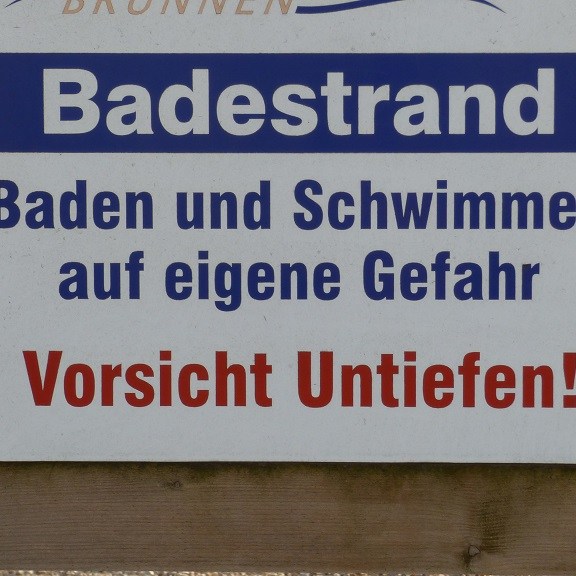 BRUNNEN
Badestrand
Baden und Schwimme
auf eigene Gefahr
Vorsicht Untiefen!